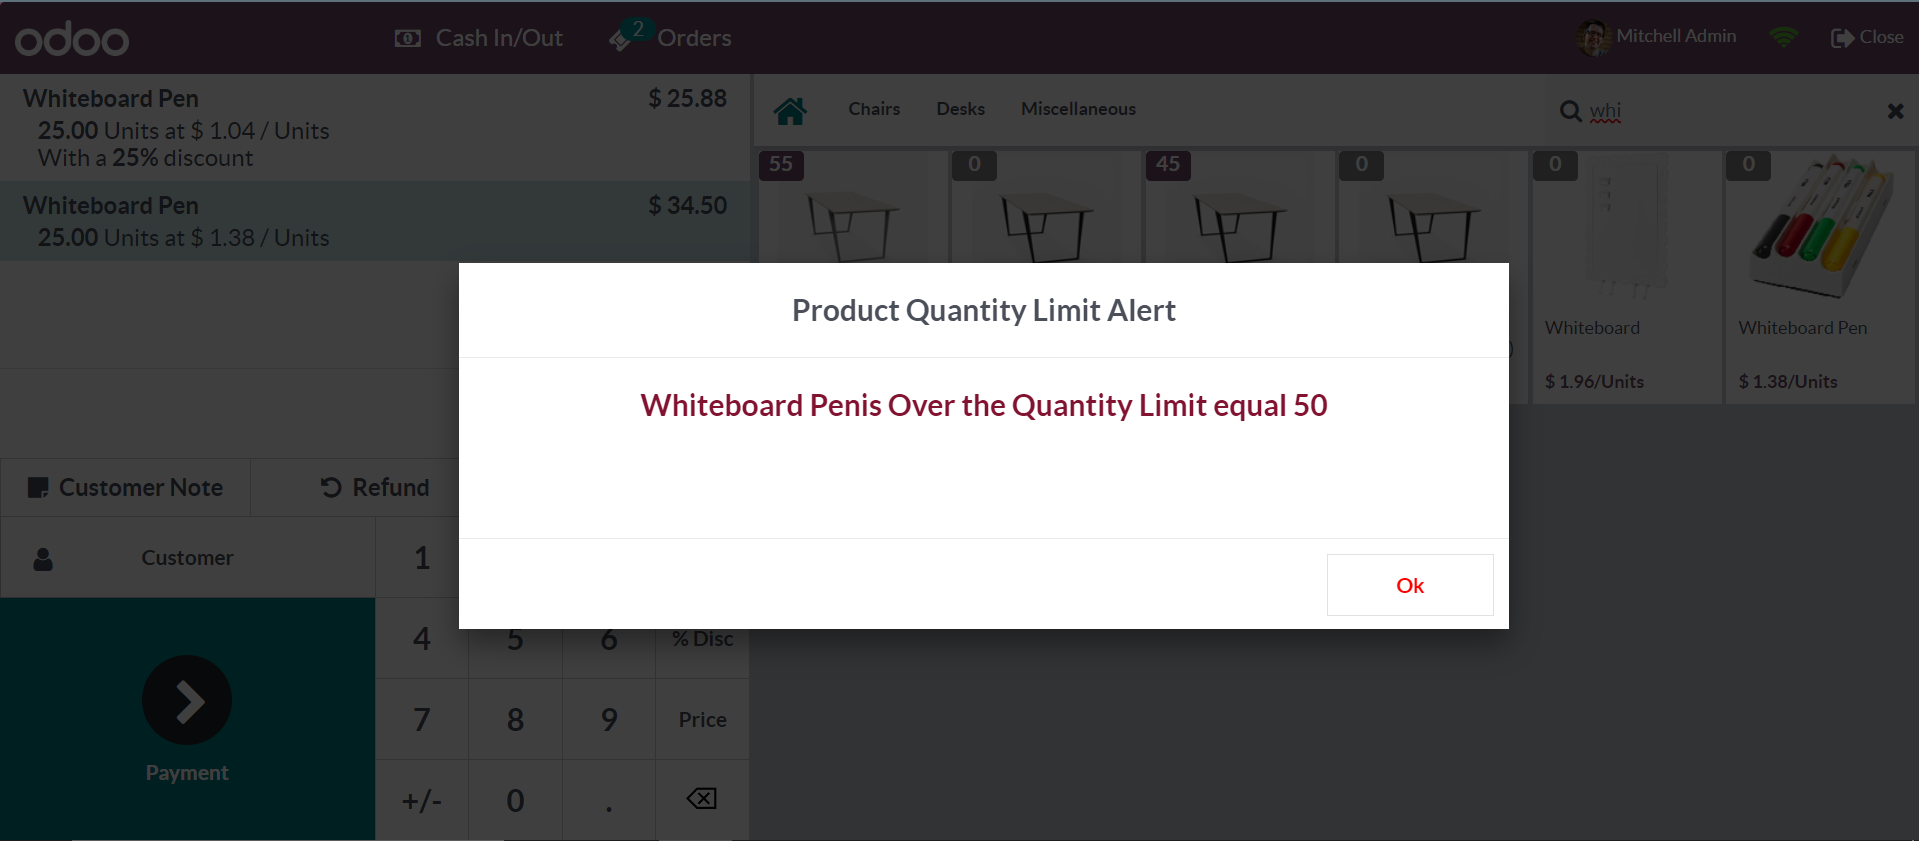 odoo
Cash In/Out
2
Orders
Mitchell Admin
Close
Whiteboard Pen $ 25.88
25.00 Units at $ 1.04 / Units
With a 25% discount
Whiteboard Pen $ 34.50
25.00 Units at $ 1.38 / Units
Chairs Desks Miscellaneous
whi
55 0 45 0 0 0
Whiteboard
$ 1.96/Units
Whiteboard Pen
$ 1.38/Units
)
Product Quantity Limit Alert
Whiteboard Penis Over the Quantity Limit equal 50
Ok
Customer Note
Refund
Customer
Payment
1
4 5 6 % Disc
7 8 9 Price
+/- 0 .